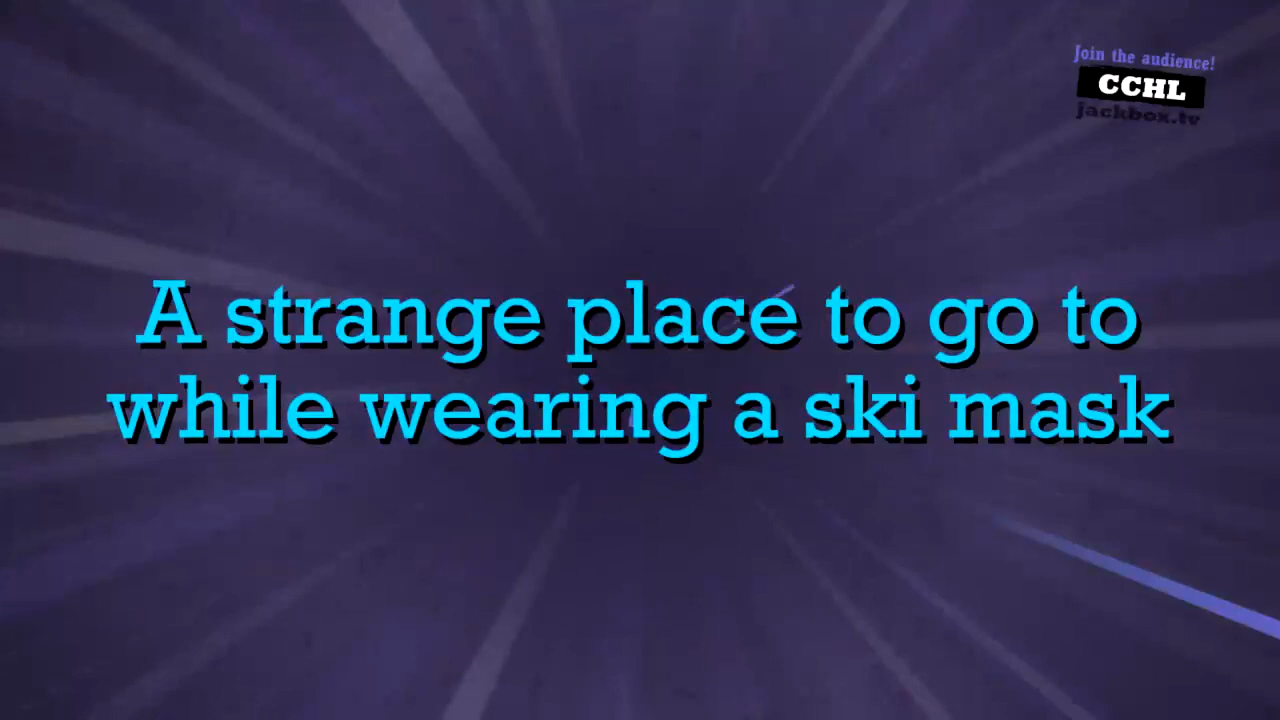 Join the audience!
CCHL
jackbox.tv
A strange place to go to
while wearing a ski mask